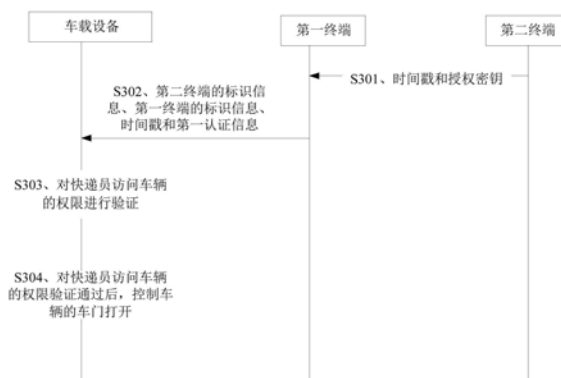 车载设备
第一终端
第二终端
S301、时间戳和授权密钥
S302、第二终端的标识信
息、第一终端的标识信息、
时间戳和第一认证信息
S303、对快递员访问车辆
的权限进行验证
S304、对快递员访问车辆
的权限验证通过后，控制车
辆的车门打开